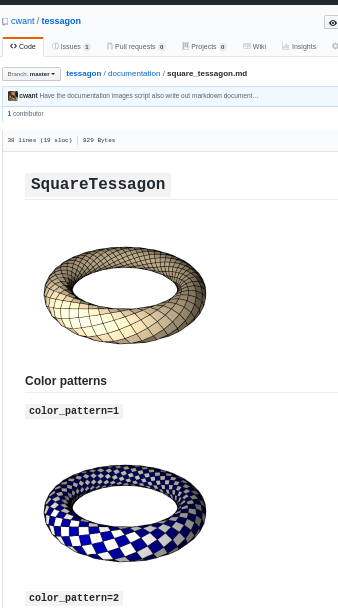 cwant / tessagon
Code Issues 1 Pull requests 0 Projects 0 Wiki Insights
Branch: master
tessagon / documentation / square_tessagon.md
cwant Have the documentation images script also write out markdown document…
1 contributor
38 lines (19 sloc) 829 Bytes
SquareTessagon
Color patterns
color_pattern=1
color_pattern=2